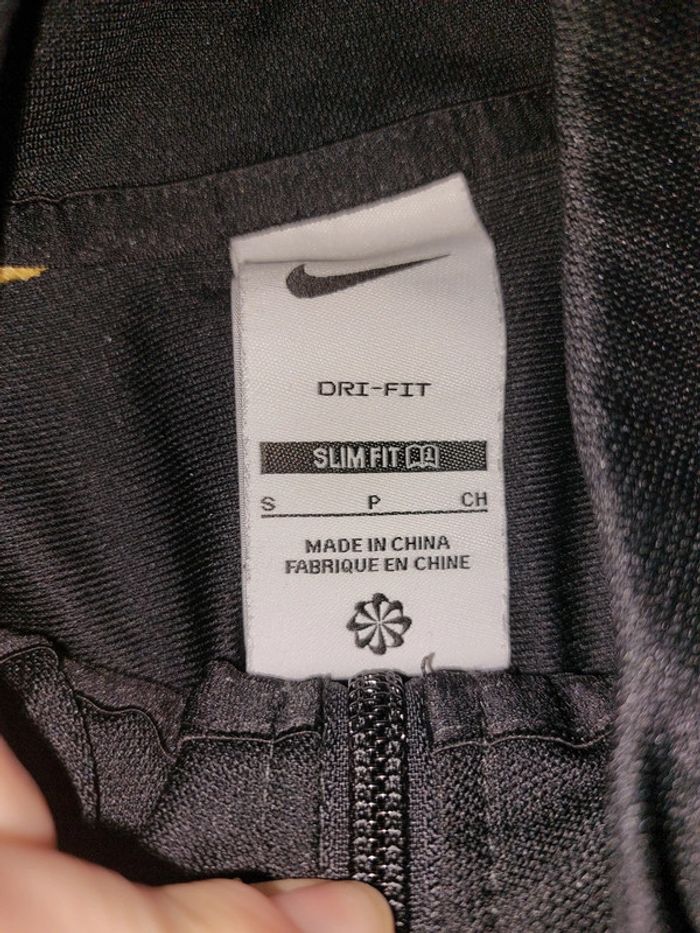 DRI-FIT
SLIM FIT
S P CH
MADE IN CHINA
FABRIQUE EN CHINE